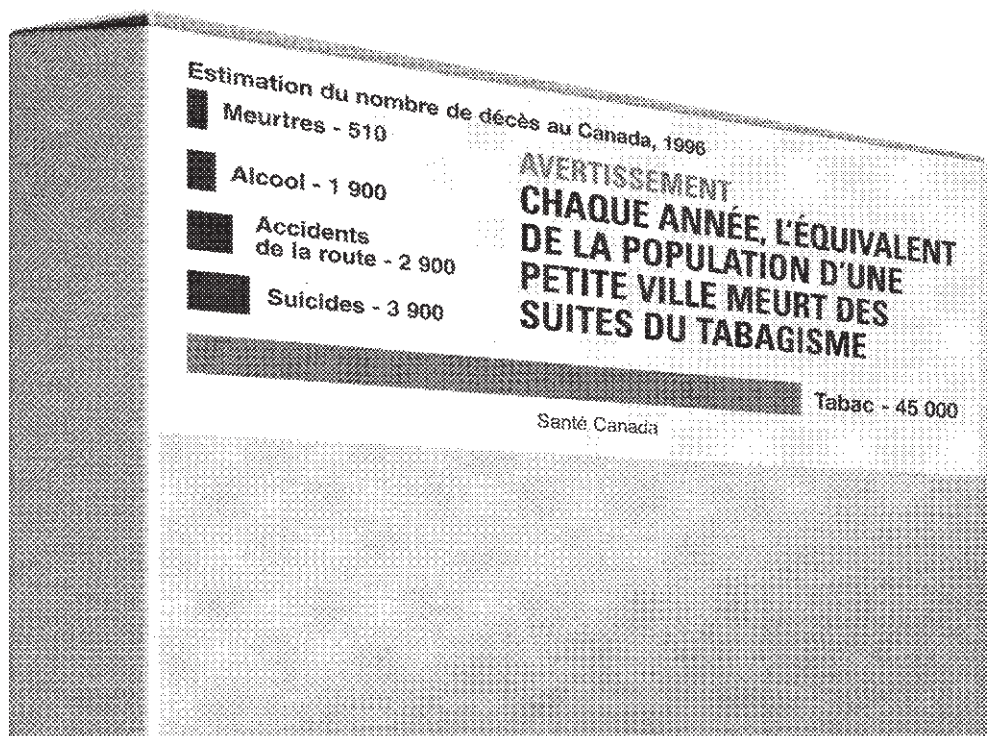 Estimation du nombre de décès au Canada, 1996
Meurtres - 510
Alcool - 1 900
Accidents
de la route - 2 900
Suicides - 3 900
Tabac - 45 000
AVERTISSEMENT
CHAQUE ANNÉE, L'ÉQUIVALENT
DE LA POPULATION D'UNE
PETITE VILLE MEURT DES
SUITES DU TABAGISME
Santé Canada